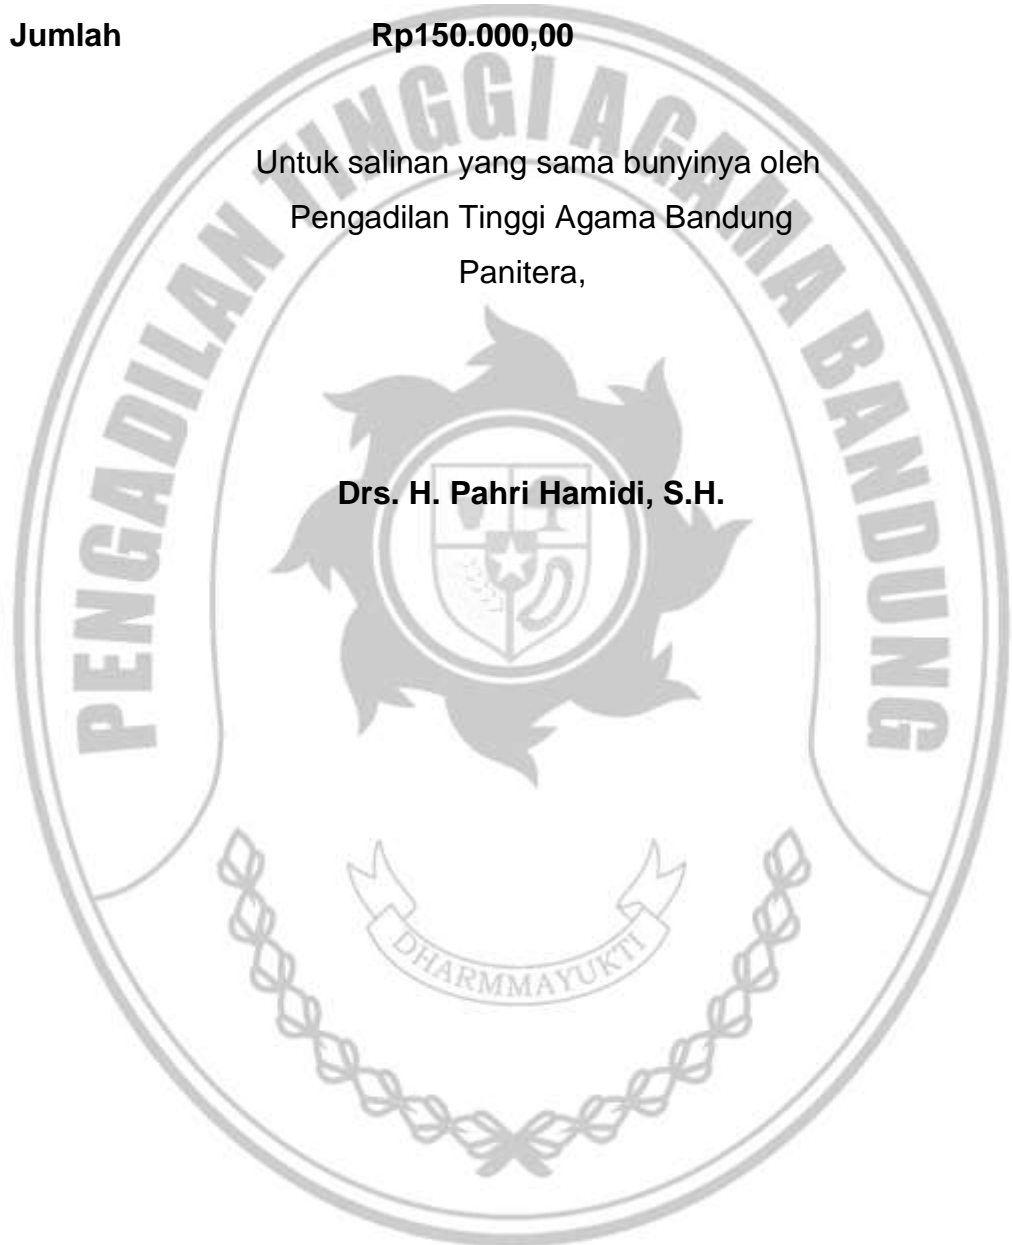 Jumlah Rp150.000,00
PENGADILAN TINGGI AGAMA BANDUNG
Untuk salinan yang sama bunyinya oleh
Pengadilan Tinggi Agama Bandung
Panitera,
Drs. H. Pahri Hamidi, S.H.
DHARMMAYUKTI